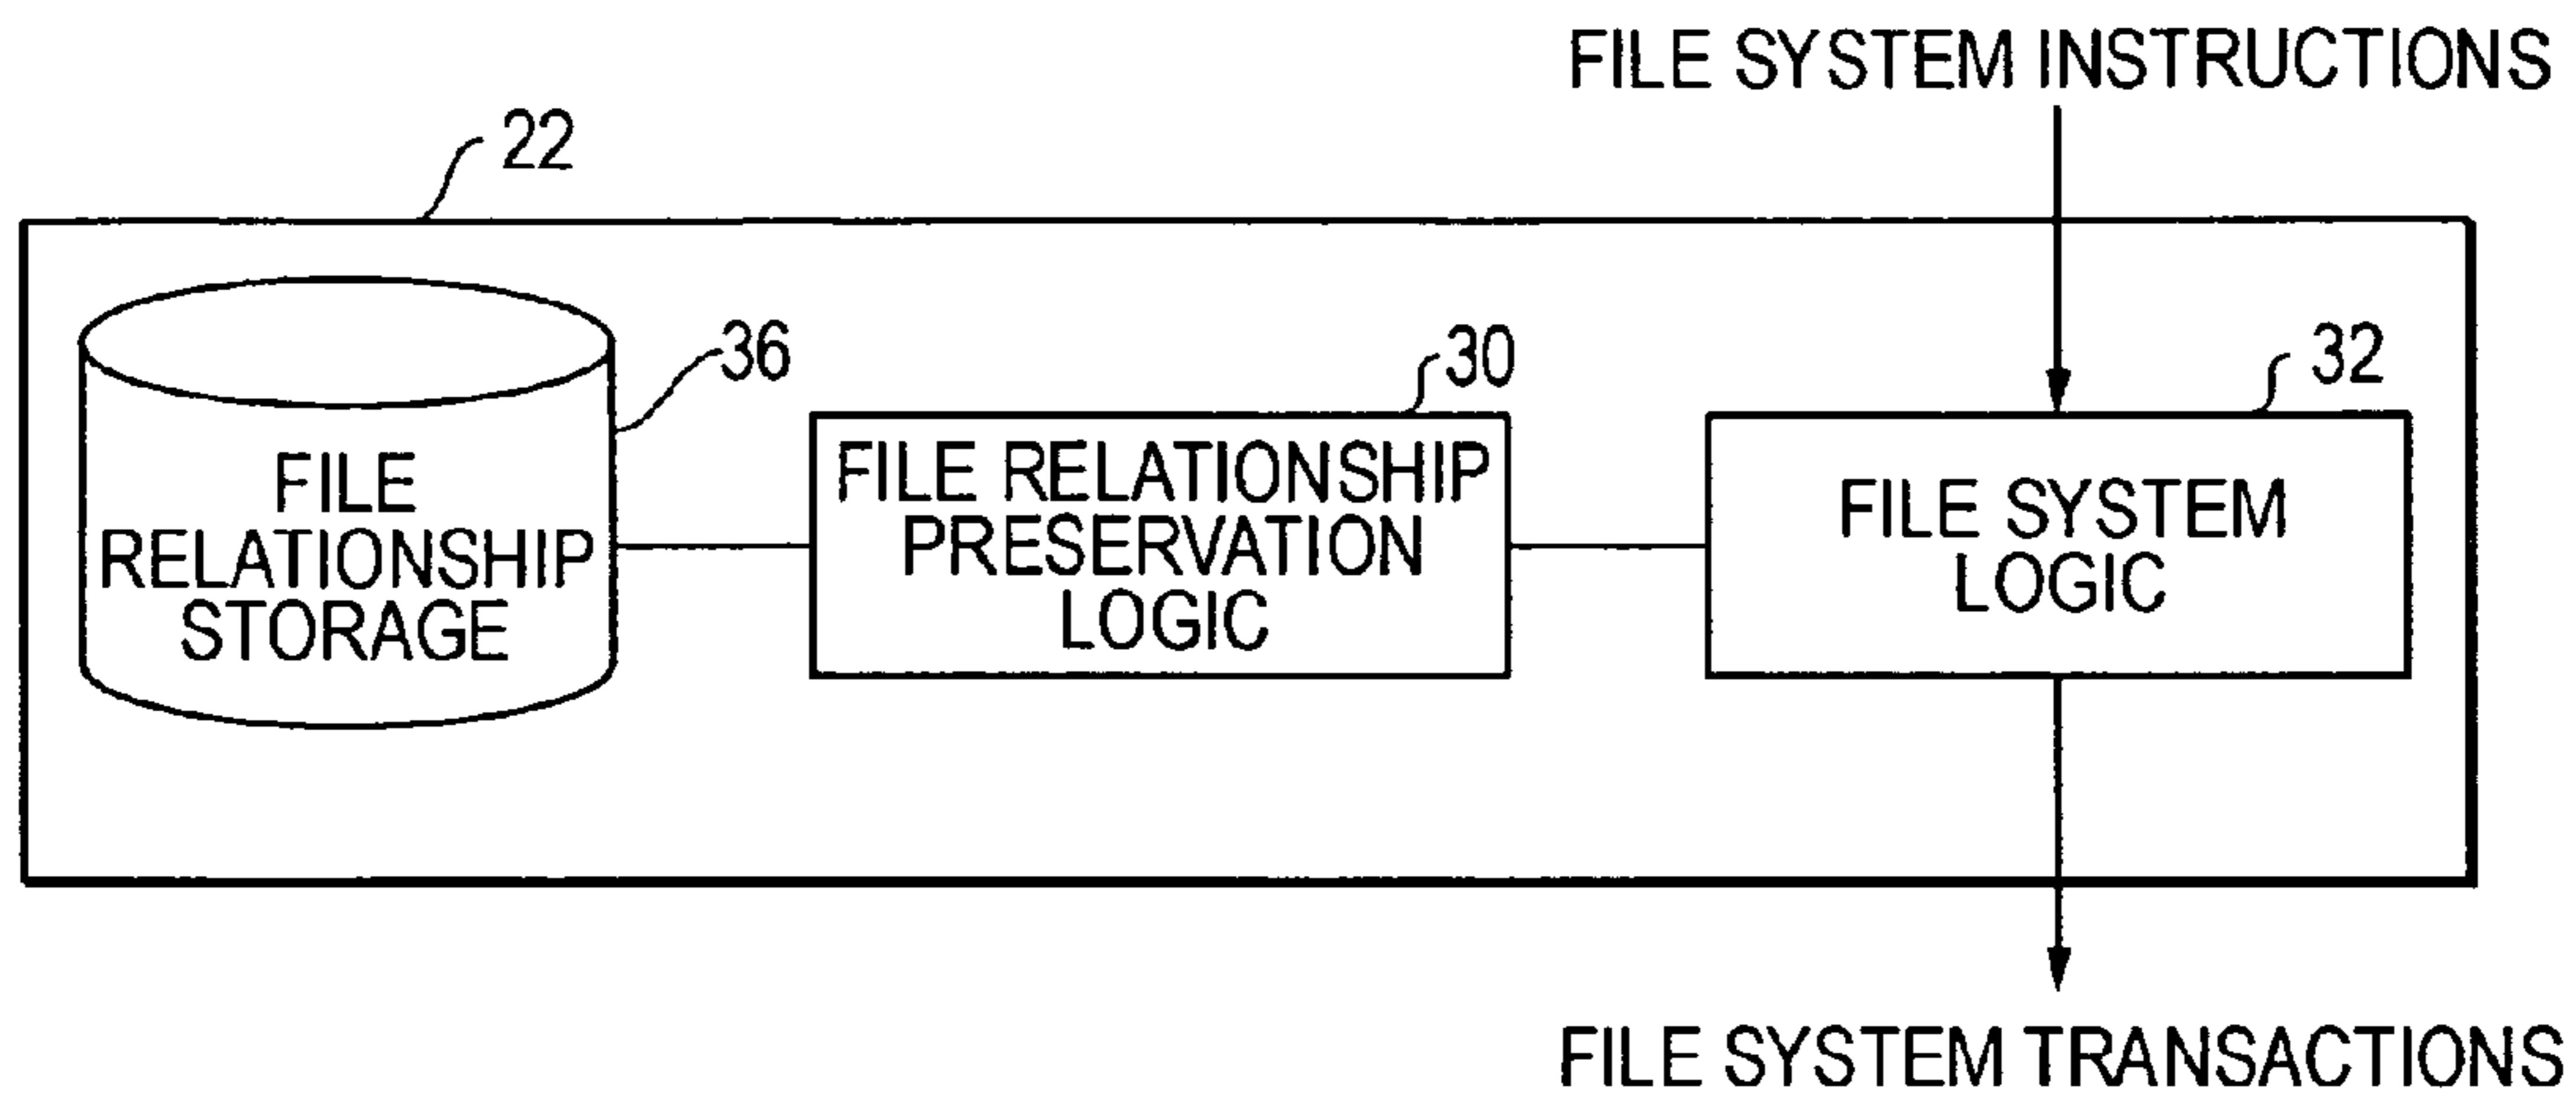 FILE SYSTEM INSTRUCTIONS
22
36
30
32
FILE
RELATIONSHIP
STORAGE
FILE RELATIONSHIP
PRESERVATION
LOGIC
FILE SYSTEM
LOGIC
FILE SYSTEM TRANSACTIONS